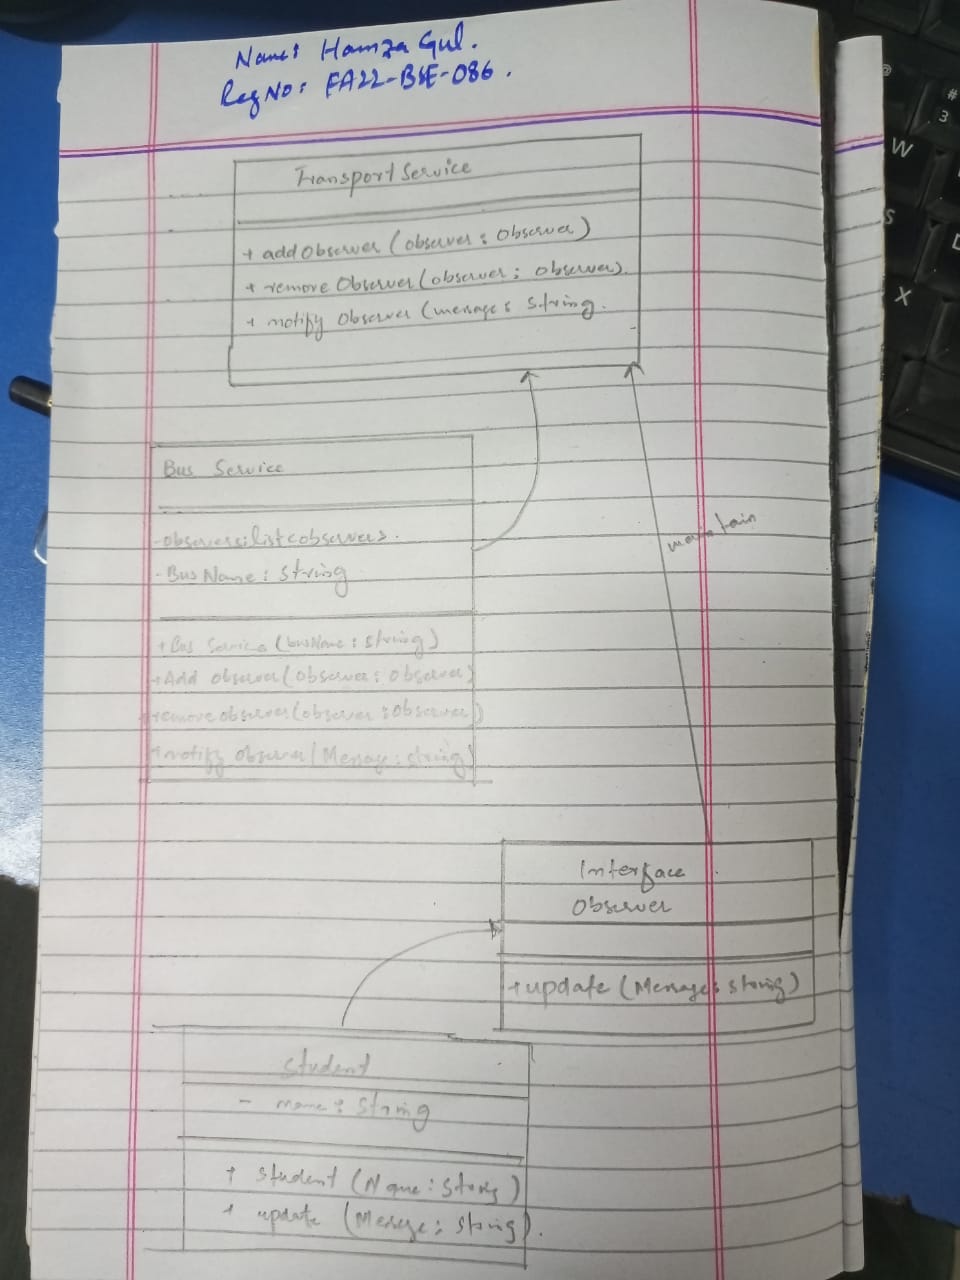 Name: Hamza Gul.
Reg No: FA22-BSE-086.
Transport Service
+ addObserver (observer : Observer)
+ remove Observer (observer ; observer).
+ notify Observer (message : String.
Bus Service
- observers:list<observers>.
- Bus Name : String
+ Bus Service (busName : String)
+ Add observer (observer : observer)
+ remove observer (observer : observer)
+ notify observer (Message : String)
maintain
Interface
Observer
+ update (Message : String)
Student
- name : String
+ student (Name : String)
+ update (Message : String).
@
#
3
W
S
X